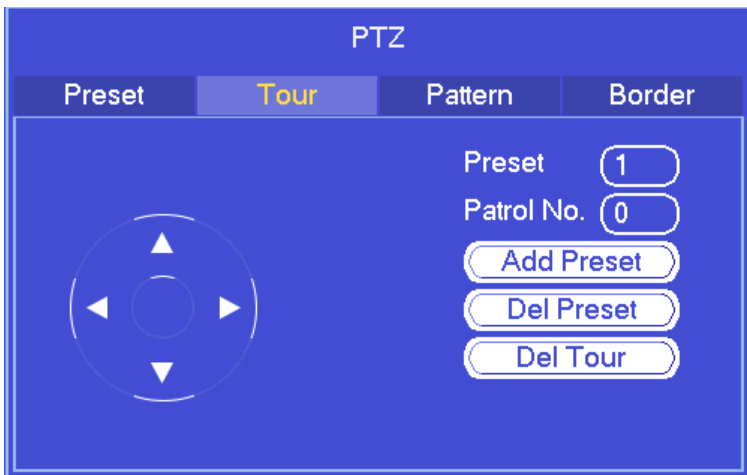 PTZ
Preset Tour Pattern Border
Preset 1
Patrol No. 0
Add Preset
Del Preset
Del Tour